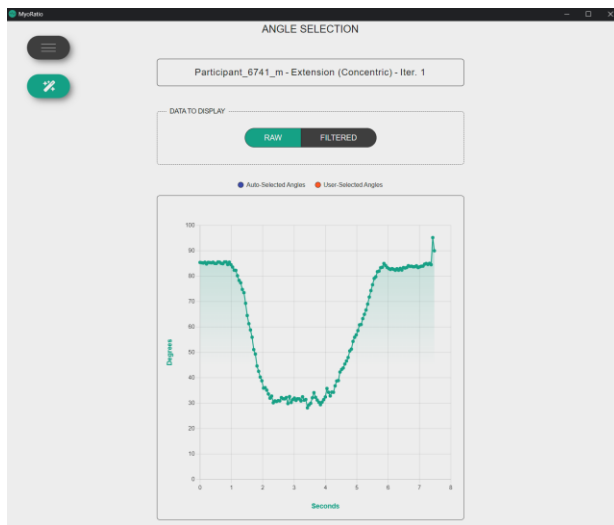 MyoRatio
ANGLE SELECTION
Participant_6741_m - Extension (Concentric) - Iter. 1
DATA TO DISPLAY
RAW FILTERED
Auto-Selected Angles User-Selected Angles
100
90
80
70
60
50
40
30
20
10
0
Degrees
0 1 2 3 4 5 6 7 8
Seconds